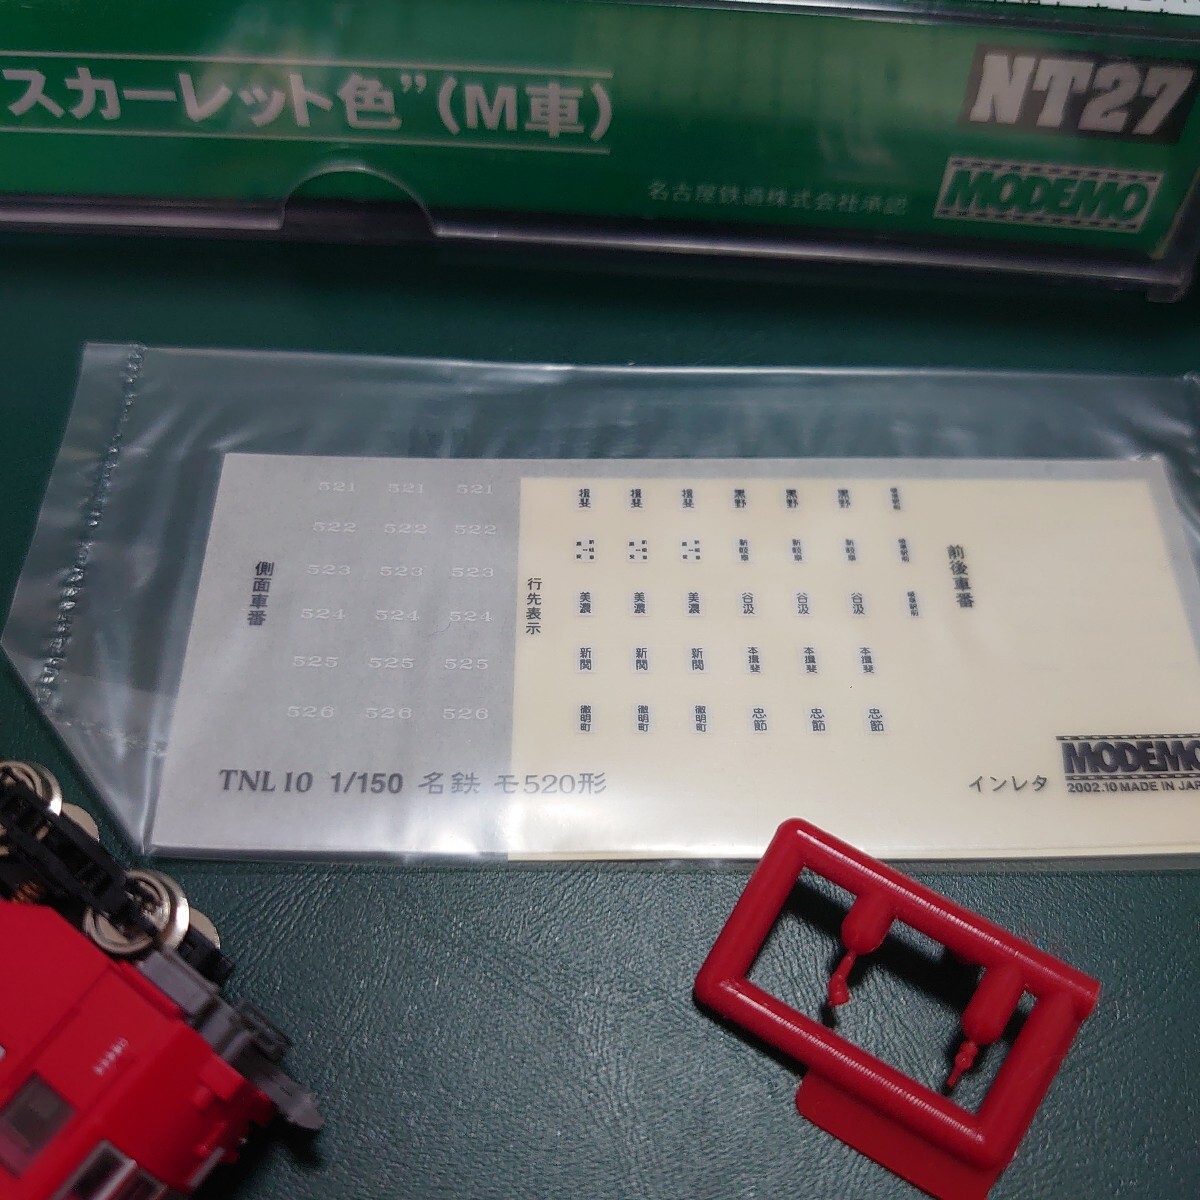 スカーレット色”(M車)
NT27
MODEMO
名古屋鉄道株式会社承認
側面車番
521 521 521
522 522 522
523 523 523
524 524 524
525 525 525
526 526 526
行先表示
揖斐 揖斐 揖斐 黒野 黒野 黒野
新岐阜 新岐阜 新岐阜
美濃 美濃 美濃 谷汲 谷汲 谷汲
新関 新関 新関 本揖斐 本揖斐 本揖斐
徹明町 徹明町 徹明町 忠節 忠節 忠節
前後車番
TNL 10 1/150 名鉄 モ520形
インレタ
MODEMO
2002.10 MADE IN JAP